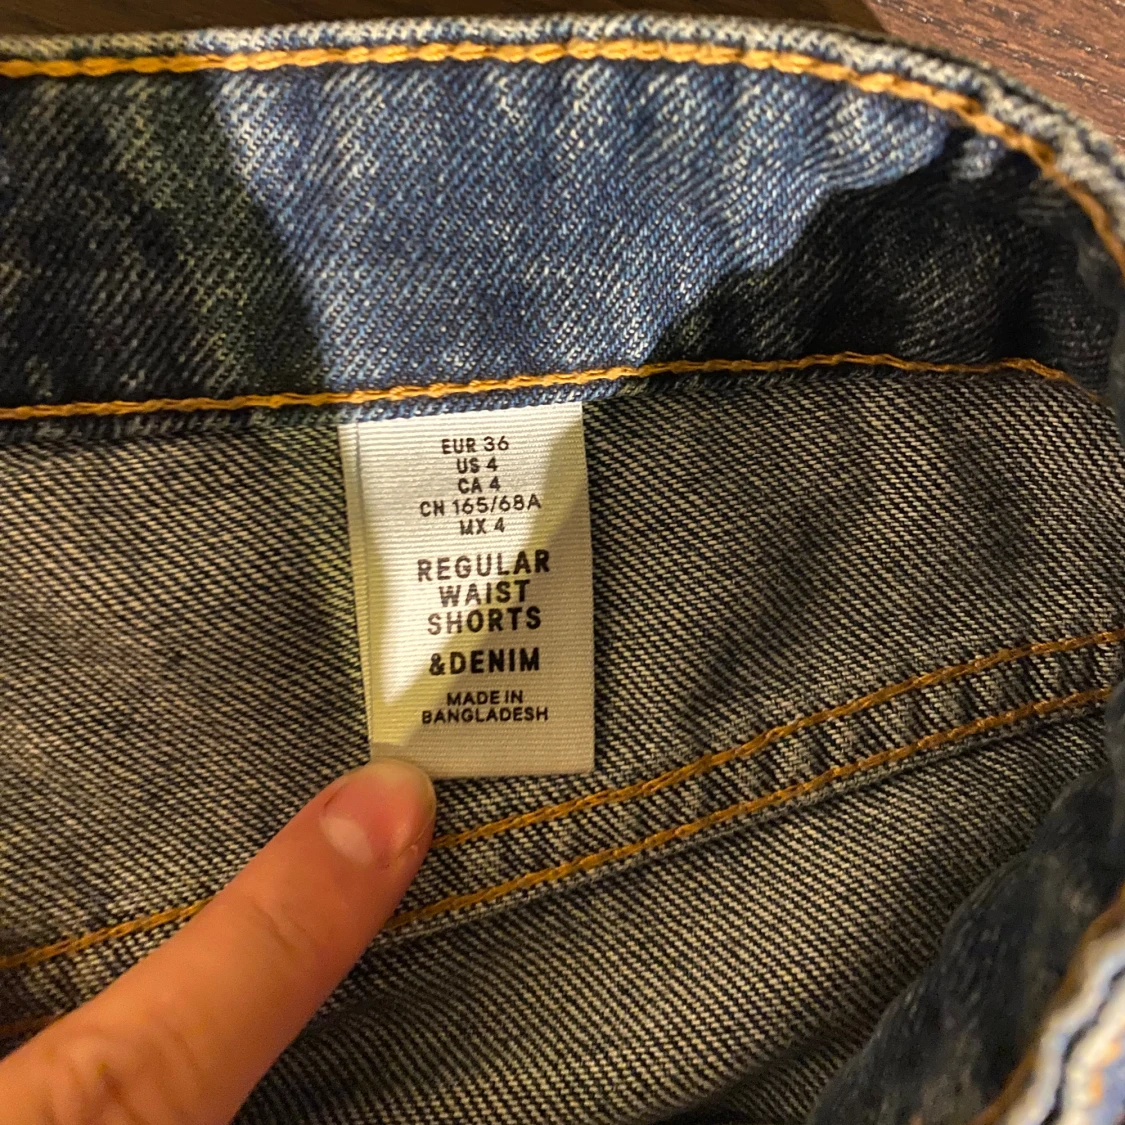 EUR 36
US 4
CA 4
CN 165/68A
MX 4
REGULAR
WAIST
SHORTS
&DENIM
MADE IN
BANGLADESH